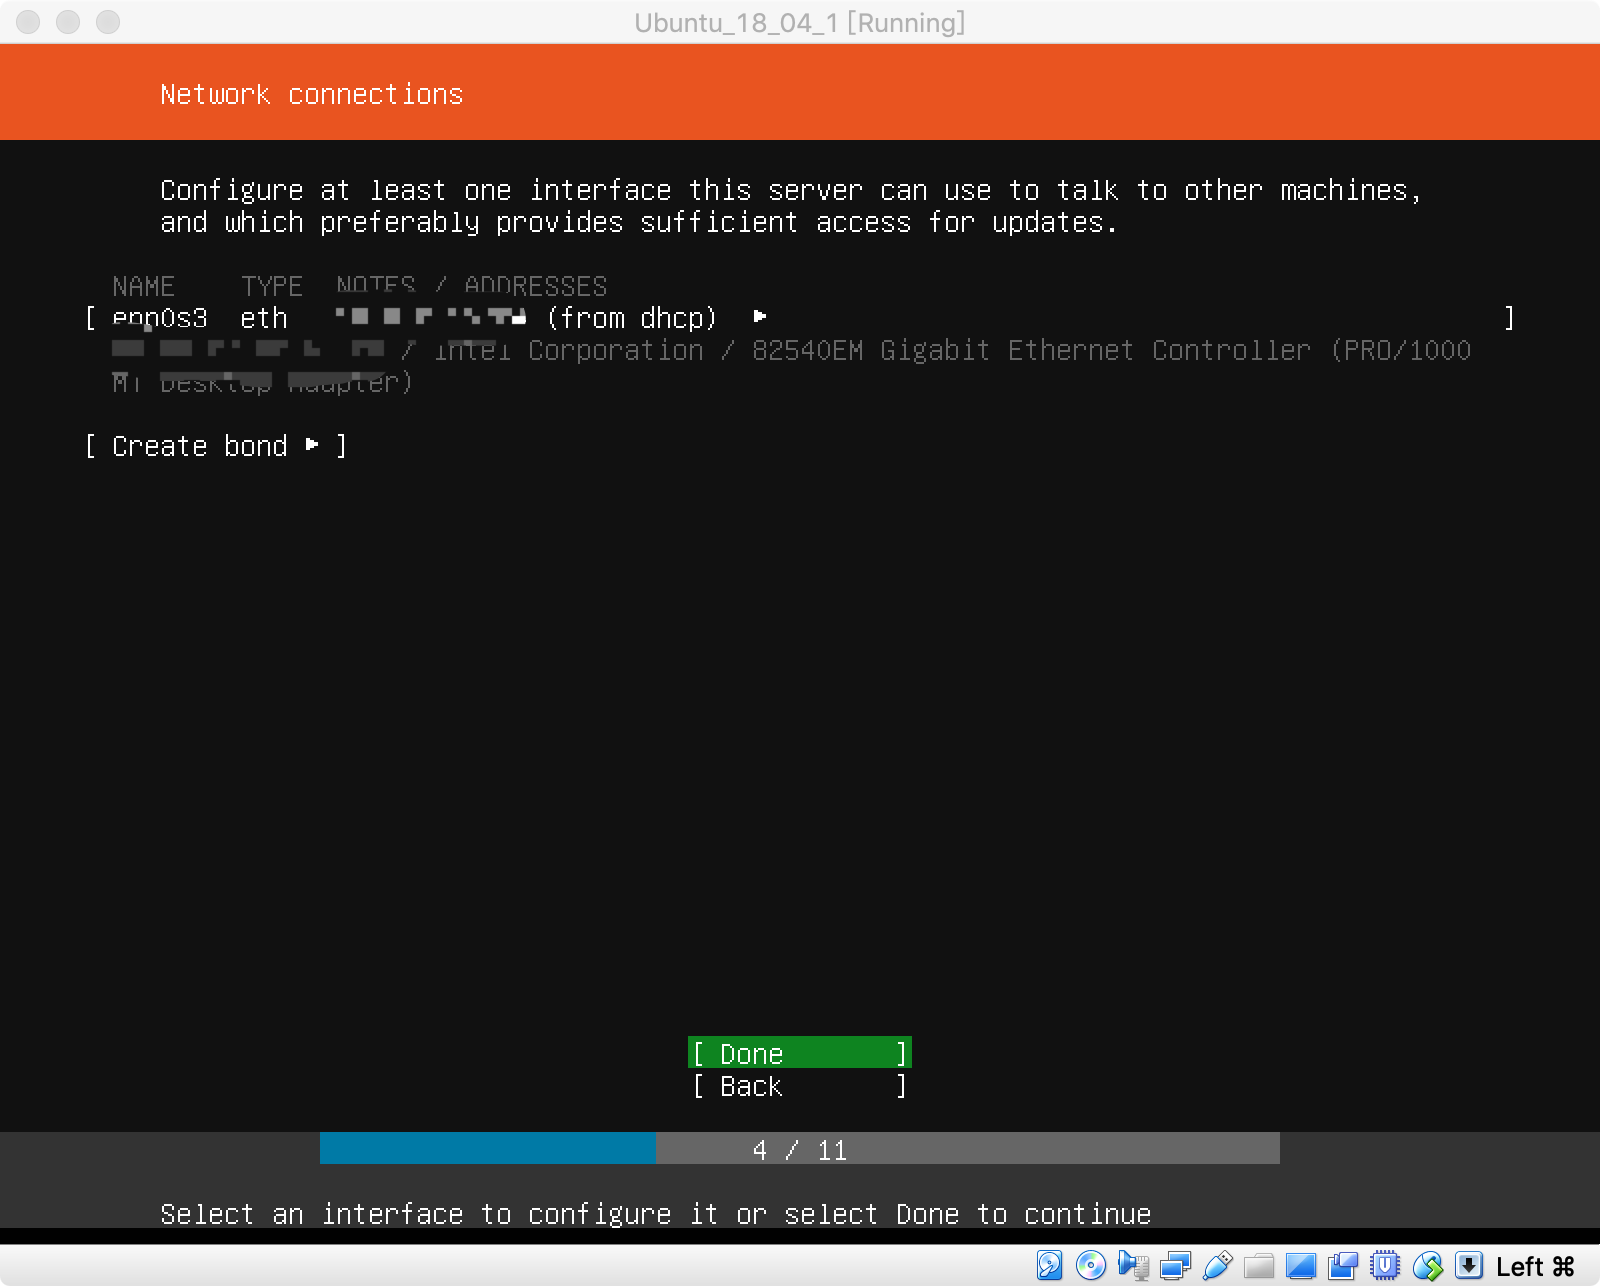 Ubuntu_18_04_1 [Running]
Network connections
Configure at least one interface this server can use to talk to other machines,
and which preferably provides sufficient access for updates.
NAME TYPE NOTES / ADDRESSES
[ enp0s3 eth (from dhcp) ▸ ]
/ Intel Corporation / 82540EM Gigabit Ethernet Controller (PRO/1000
MT Desktop Adapter)
[ Create bond ▸ ]
[ Done ]
[ Back ]
4 / 11
Select an interface to configure it or select Done to continue
Left ⌘